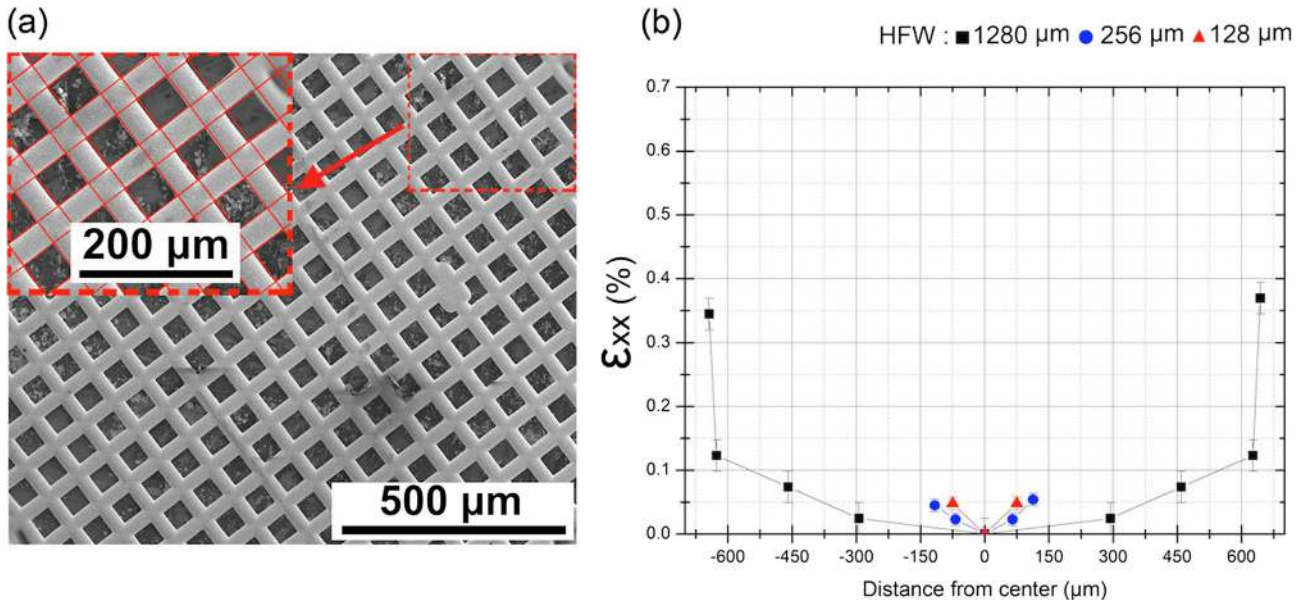 (a)
200 µm
500 µm
(b)
HFW : 1280 µm 256 µm 128 µm
0.7
0.6
0.5
0.4
0.3
0.2
0.1
0.0
εxx (%)
-600 -450 -300 -150 0 150 300 450 600
Distance from center (µm)